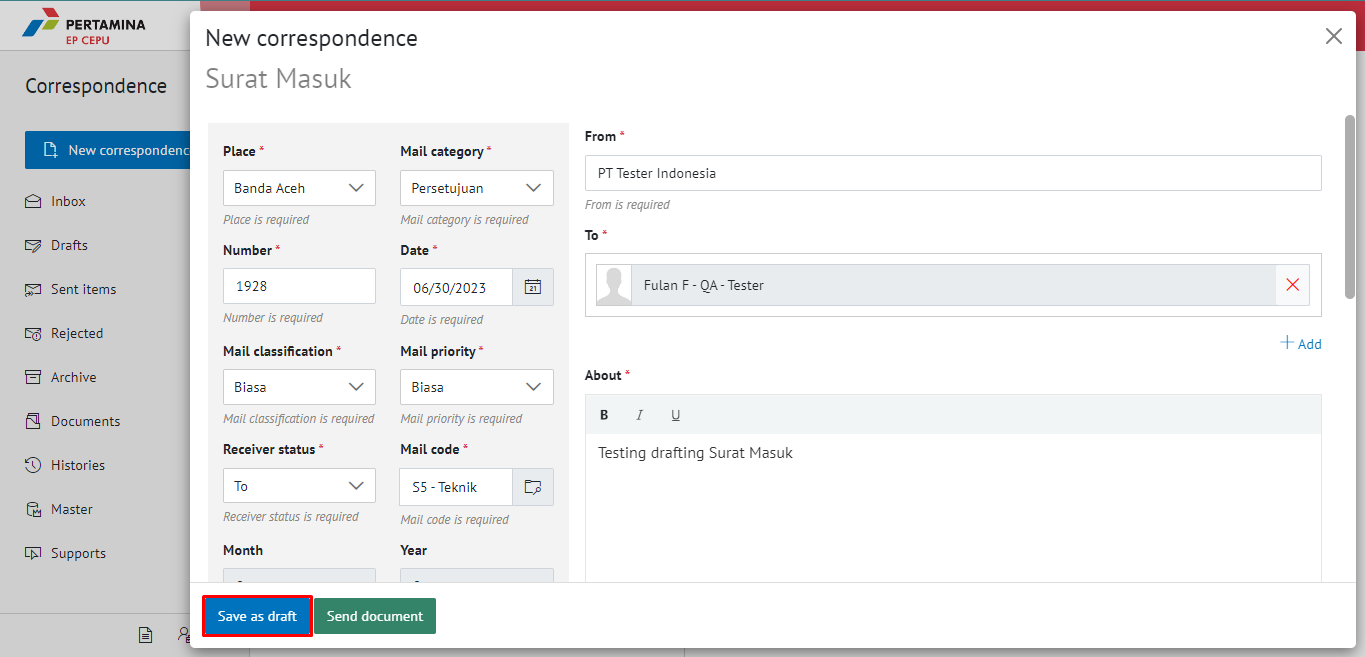 PERTAMINA
EP CEPU
Correspondence
New correspondenc
Inbox
Drafts
Sent items
Rejected
Archive
Documents
Histories
Master
Supports
New correspondence
Surat Masuk
Place *
Mail category *
Banda Aceh
Persetujuan
Place is required
Mail category is required
Number *
Date *
1928
06/30/2023
21
Number is required
Date is required
Mail classification *
Mail priority *
Biasa
Biasa
Mail classification is required
Mail priority is required
Receiver status *
Mail code *
To
S5 - Teknik
Receiver status is required
Mail code is required
Month
Year
From *
PT Tester Indonesia
From is required
To *
Fulan F - QA - Tester
Add
About *
B I U
Testing drafting Surat Masuk
Save as draft
Send document